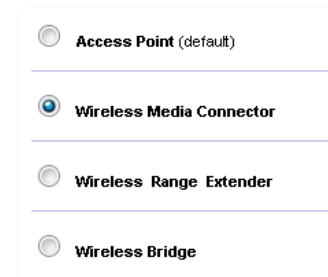 Access Point (default)
Wireless Media Connector
Wireless Range Extender
Wireless Bridge